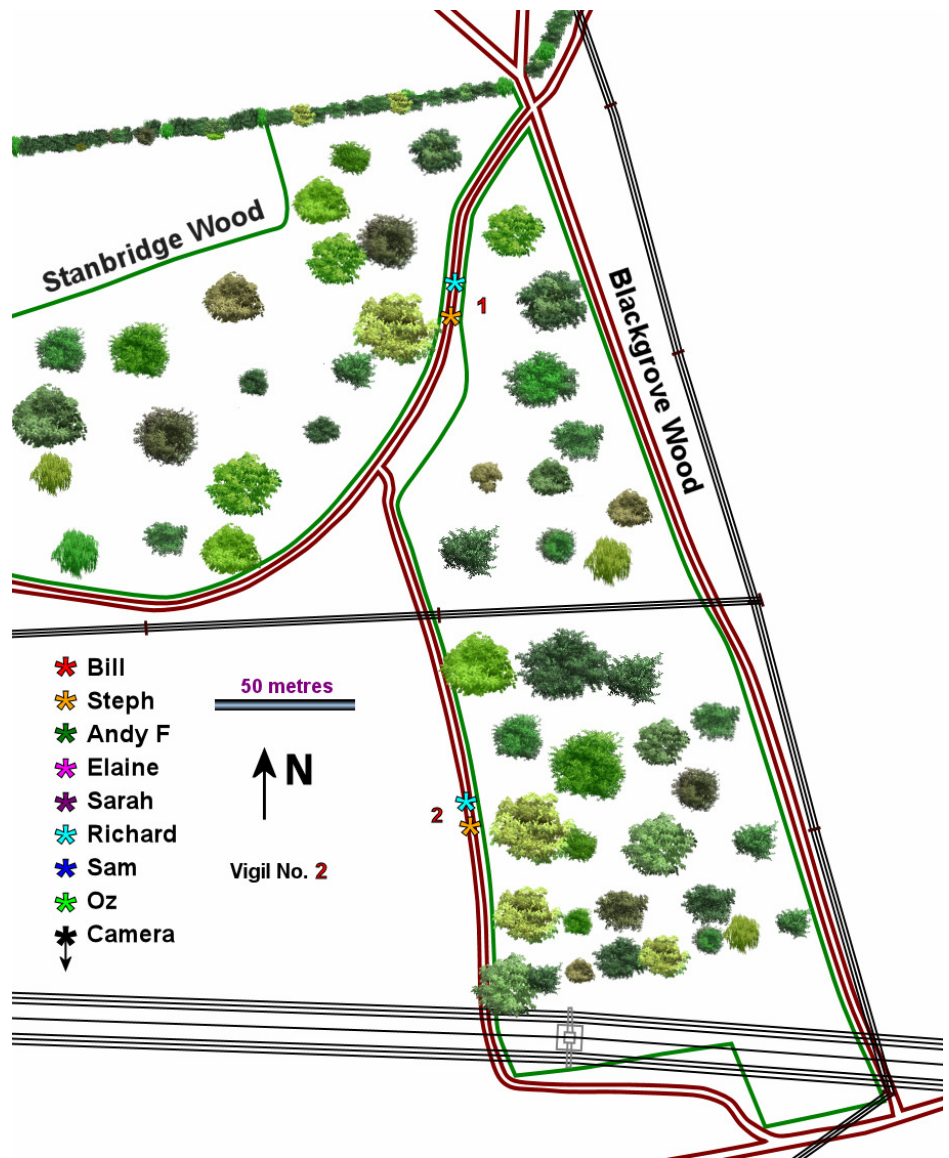 Stanbridge Wood
1
Blackgrove Wood
Bill
Steph
Andy F
Elaine
Sarah
Richard
Sam
Oz
Camera
50 metres
N
2
Vigil No. 2